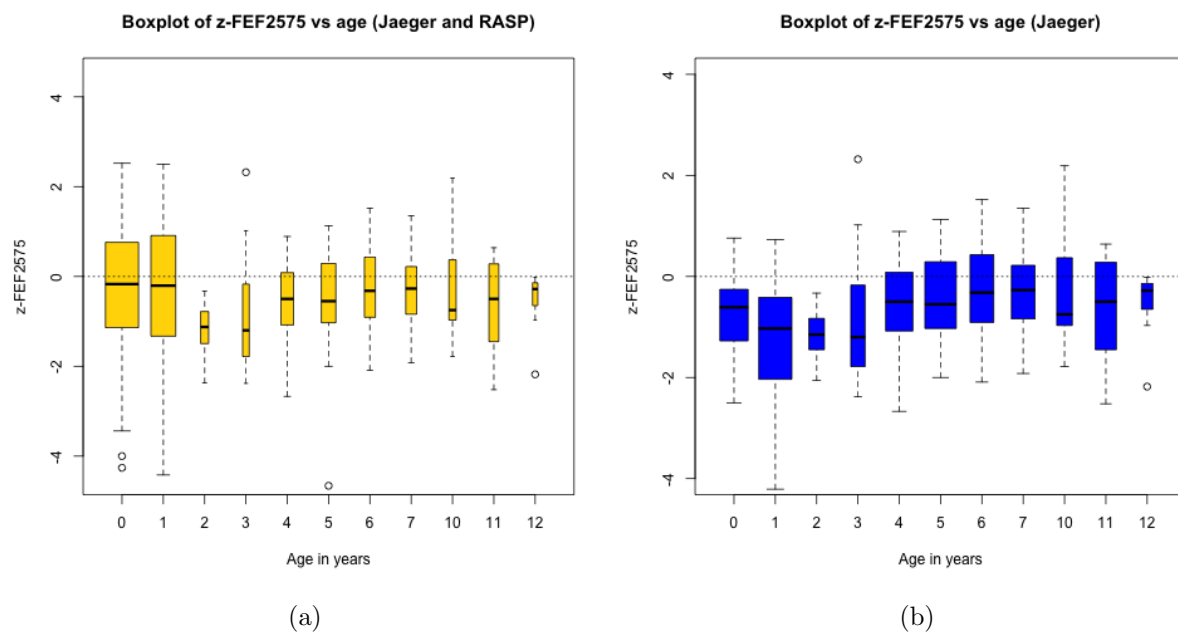 Boxplot of z-FEF2575 vs age (Jaeger and RASP)
z-FEF2575
4
2
0
-2
-4
0 1 2 3 4 5 6 7 10 11 12
Age in years
(a)
Boxplot of z-FEF2575 vs age (Jaeger)
z-FEF2575
4
2
0
-2
-4
0 1 2 3 4 5 6 7 10 11 12
Age in years
(b)